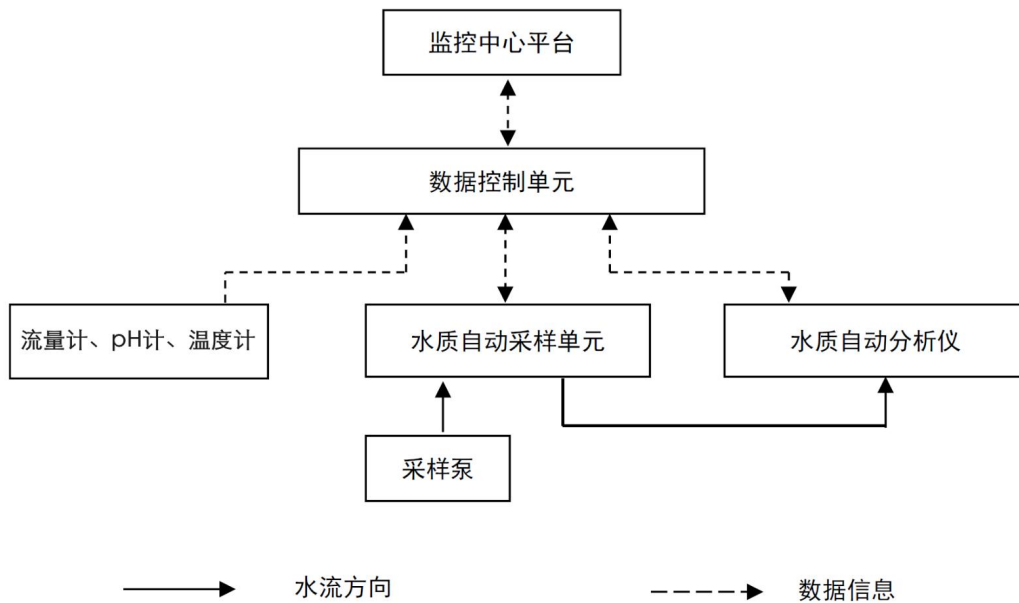 监控中心平台
数据控制单元
流量计、pH计、温度计
水质自动采样单元
水质自动分析仪
采样泵
水流方向
数据信息